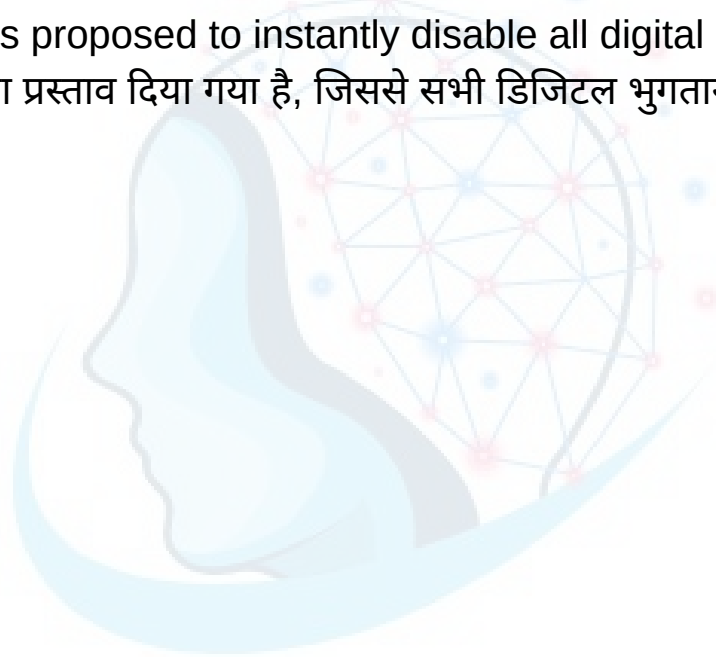 s proposed to instantly disable all digital
ा प्रस्ताव दिया गया है, जिससे सभी डिजिटल भुगतान